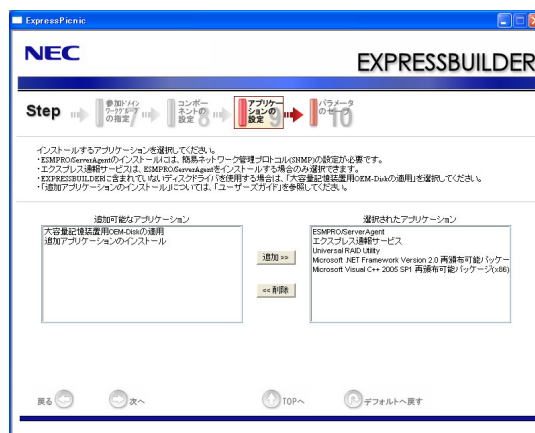 ExpressPicnic
NEC
EXPRESSBUILDER
Step
参加ドメイン
ワークグループ
の指定 7
コンポー
ネントの
設定 8
アプリケー
ションの
設定 9
パラメータ
のセーブ
10
インストールするアプリケーションを選択してください。
・ESMPRO/ServerAgentのインストールには、簡易ネットワーク管理プロトコル(SNMP)の設定が必要です。
・エクスプレス通報サービスは、ESMPRO/ServerAgentをインストールする場合のみ選択できます。
・EXPRESSBUILDERに含まれていないディスクドライバを使用する場合は、「大容量記憶装置用OEM-Diskの適用」を選択してください。
・「追加アプリケーションのインストール」については、「ユーザーズガイド」を参照してください。
追加可能なアプリケーション
大容量記憶装置用OEM-Diskの適用
追加アプリケーションのインストール
追加 >>
<< 削除
選択されたアプリケーション
ESMPRO/ServerAgent
エクスプレス通報サービス
Universal RAID Utility
Microsoft .NET Framework Version 2.0 再頒布可能パッケー
Microsoft Visual C++ 2005 SP1 再頒布可能パッケージ(x86)
戻る
次へ
TOPへ
デフォルトへ戻す